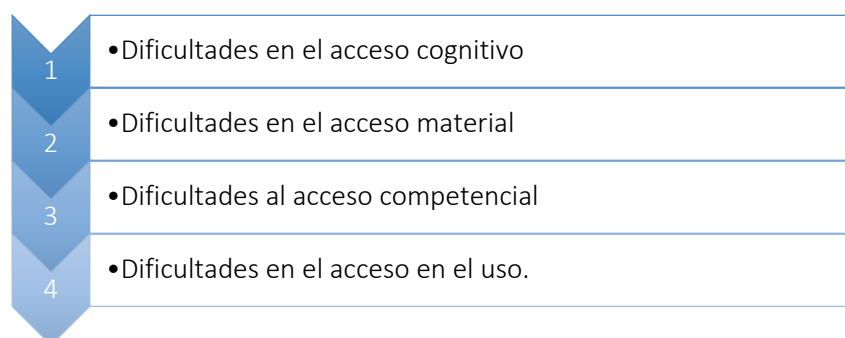 1
•Dificultades en el acceso cognitivo
2
•Dificultades en el acceso material
3
•Dificultades al acceso competencial
4
•Dificultades en el acceso en el uso.